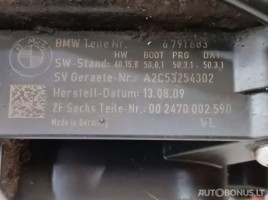 BMW Teile Nr. 6791603
HW BOOT PRG DAT
SW-Stand: 40.15.0 50.0.1 50.3.1 . 50.3.1
SV Geraete-Nr.: A2C53254302
Herstell-Datum: 13.08.09
ZF Sachs Teile-Nr.: 00 2470 002 590
Made in Germany VL
AUTOBONUS.LT